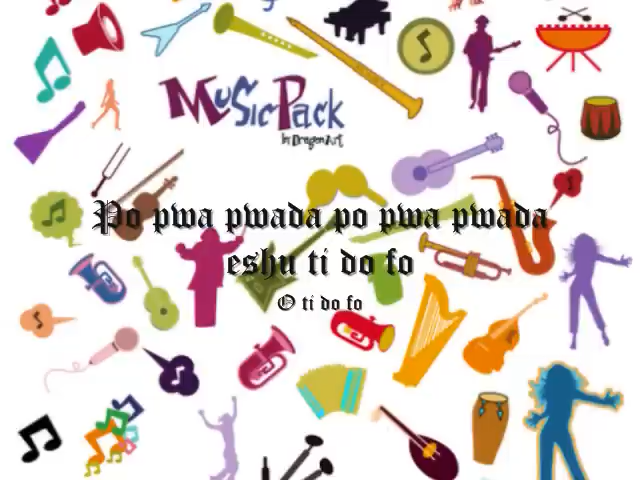 MusicPack
by DragonArt
Po pwa pwada po pwa pwada
eshu ti do fo
O ti do fo